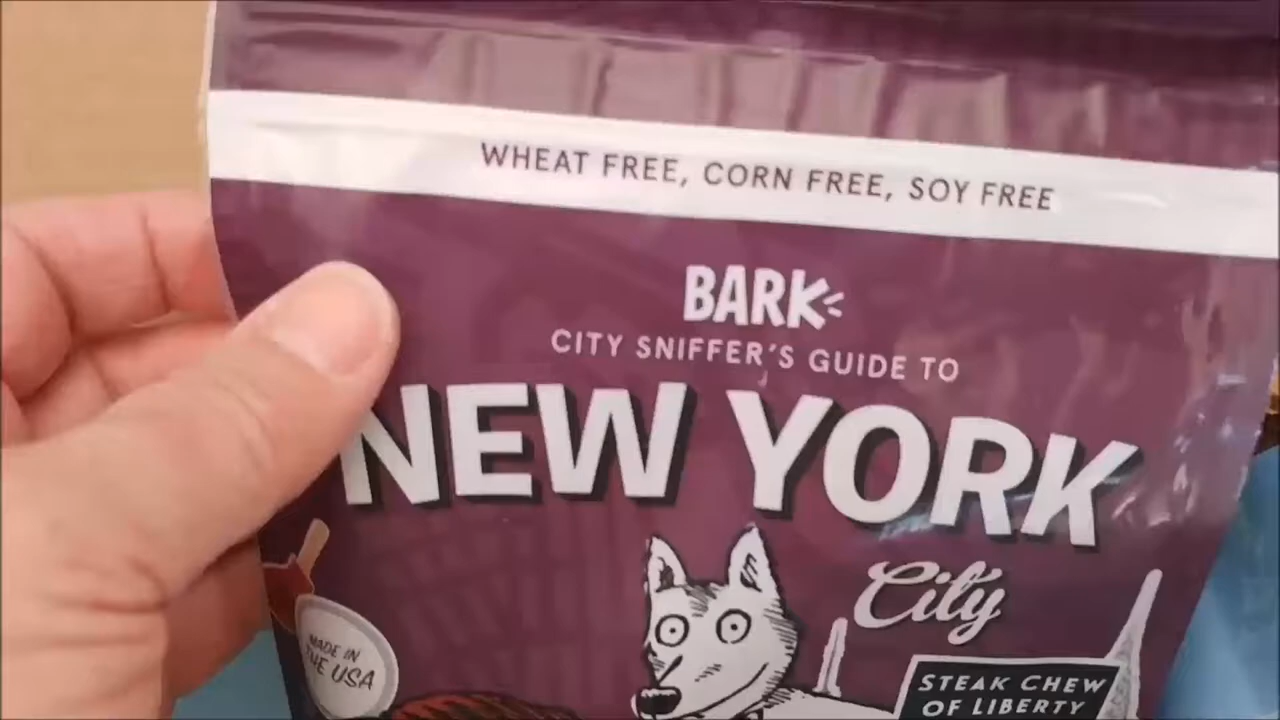 WHEAT FREE, CORN FREE, SOY FREE
BARK
CITY SNIFFER'S GUIDE TO
NEW YORK
City
MADE IN
THE USA
STEAK CHEW
OF LIBERTY